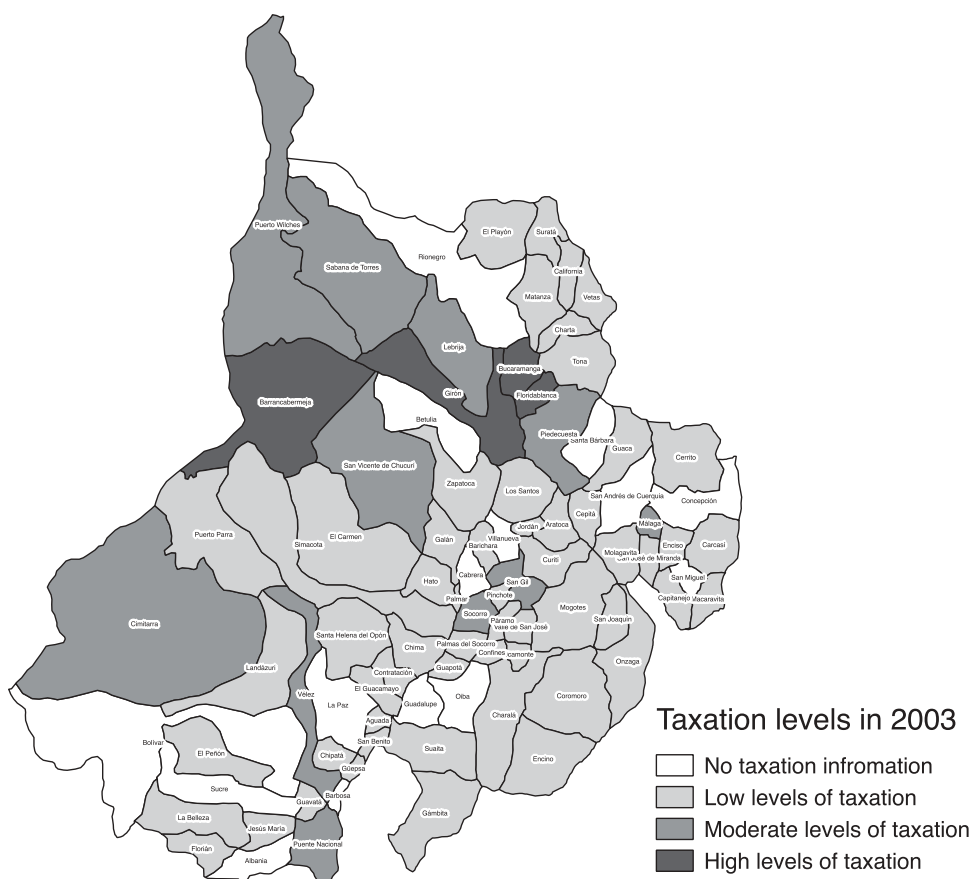 Puerto Wilches
El Playón
Suratá
Rionegro
Sabana de Torres
California
Matanza
Vetas
Charta
Lebrija
Tona
Bucaramanga
Girón
Floridablanca
Barrancabermeja
Betulia
Piedecuesta
Santa Bárbara
Guaca
Cerrito
San Vicente de Chucurí
Zapatoca
Los Santos
San Andrés de Cuerquia
Concepción
Cepitá
Málaga
Jordán
Aratoca
Puerto Parra
El Carmen
Simacota
Galán
Villanueva
Barichara
Enciso
Carcasí
Molagavita
San José de Miranda
Curití
Cabrera
Hato
San Gil
San Miguel
Pinchote
Palmar
Capitanejo
Macaravita
Mogotes
Socorro
Páramo
San Joaquín
Cimitarra
Valle de San José
Santa Helena del Opón
Palmas del Socorro
Chima
Confines
Ocamonte
Onzaga
Landázuri
Guapotá
Contratación
El Guacamayo
Vélez
Oiba
Coromoro
La Paz
Guadalupe
Charalá
Aguada
Bolívar
San Benito
Suaita
El Peñón
Chipatá
Encino
Güepsa
Sucre
Barbosa
Guavatá
Gámbita
La Belleza
Jesús María
Puente Nacional
Florián
Albania
Taxation levels in 2003
No taxation infromation
Low levels of taxation
Moderate levels of taxation
High levels of taxation